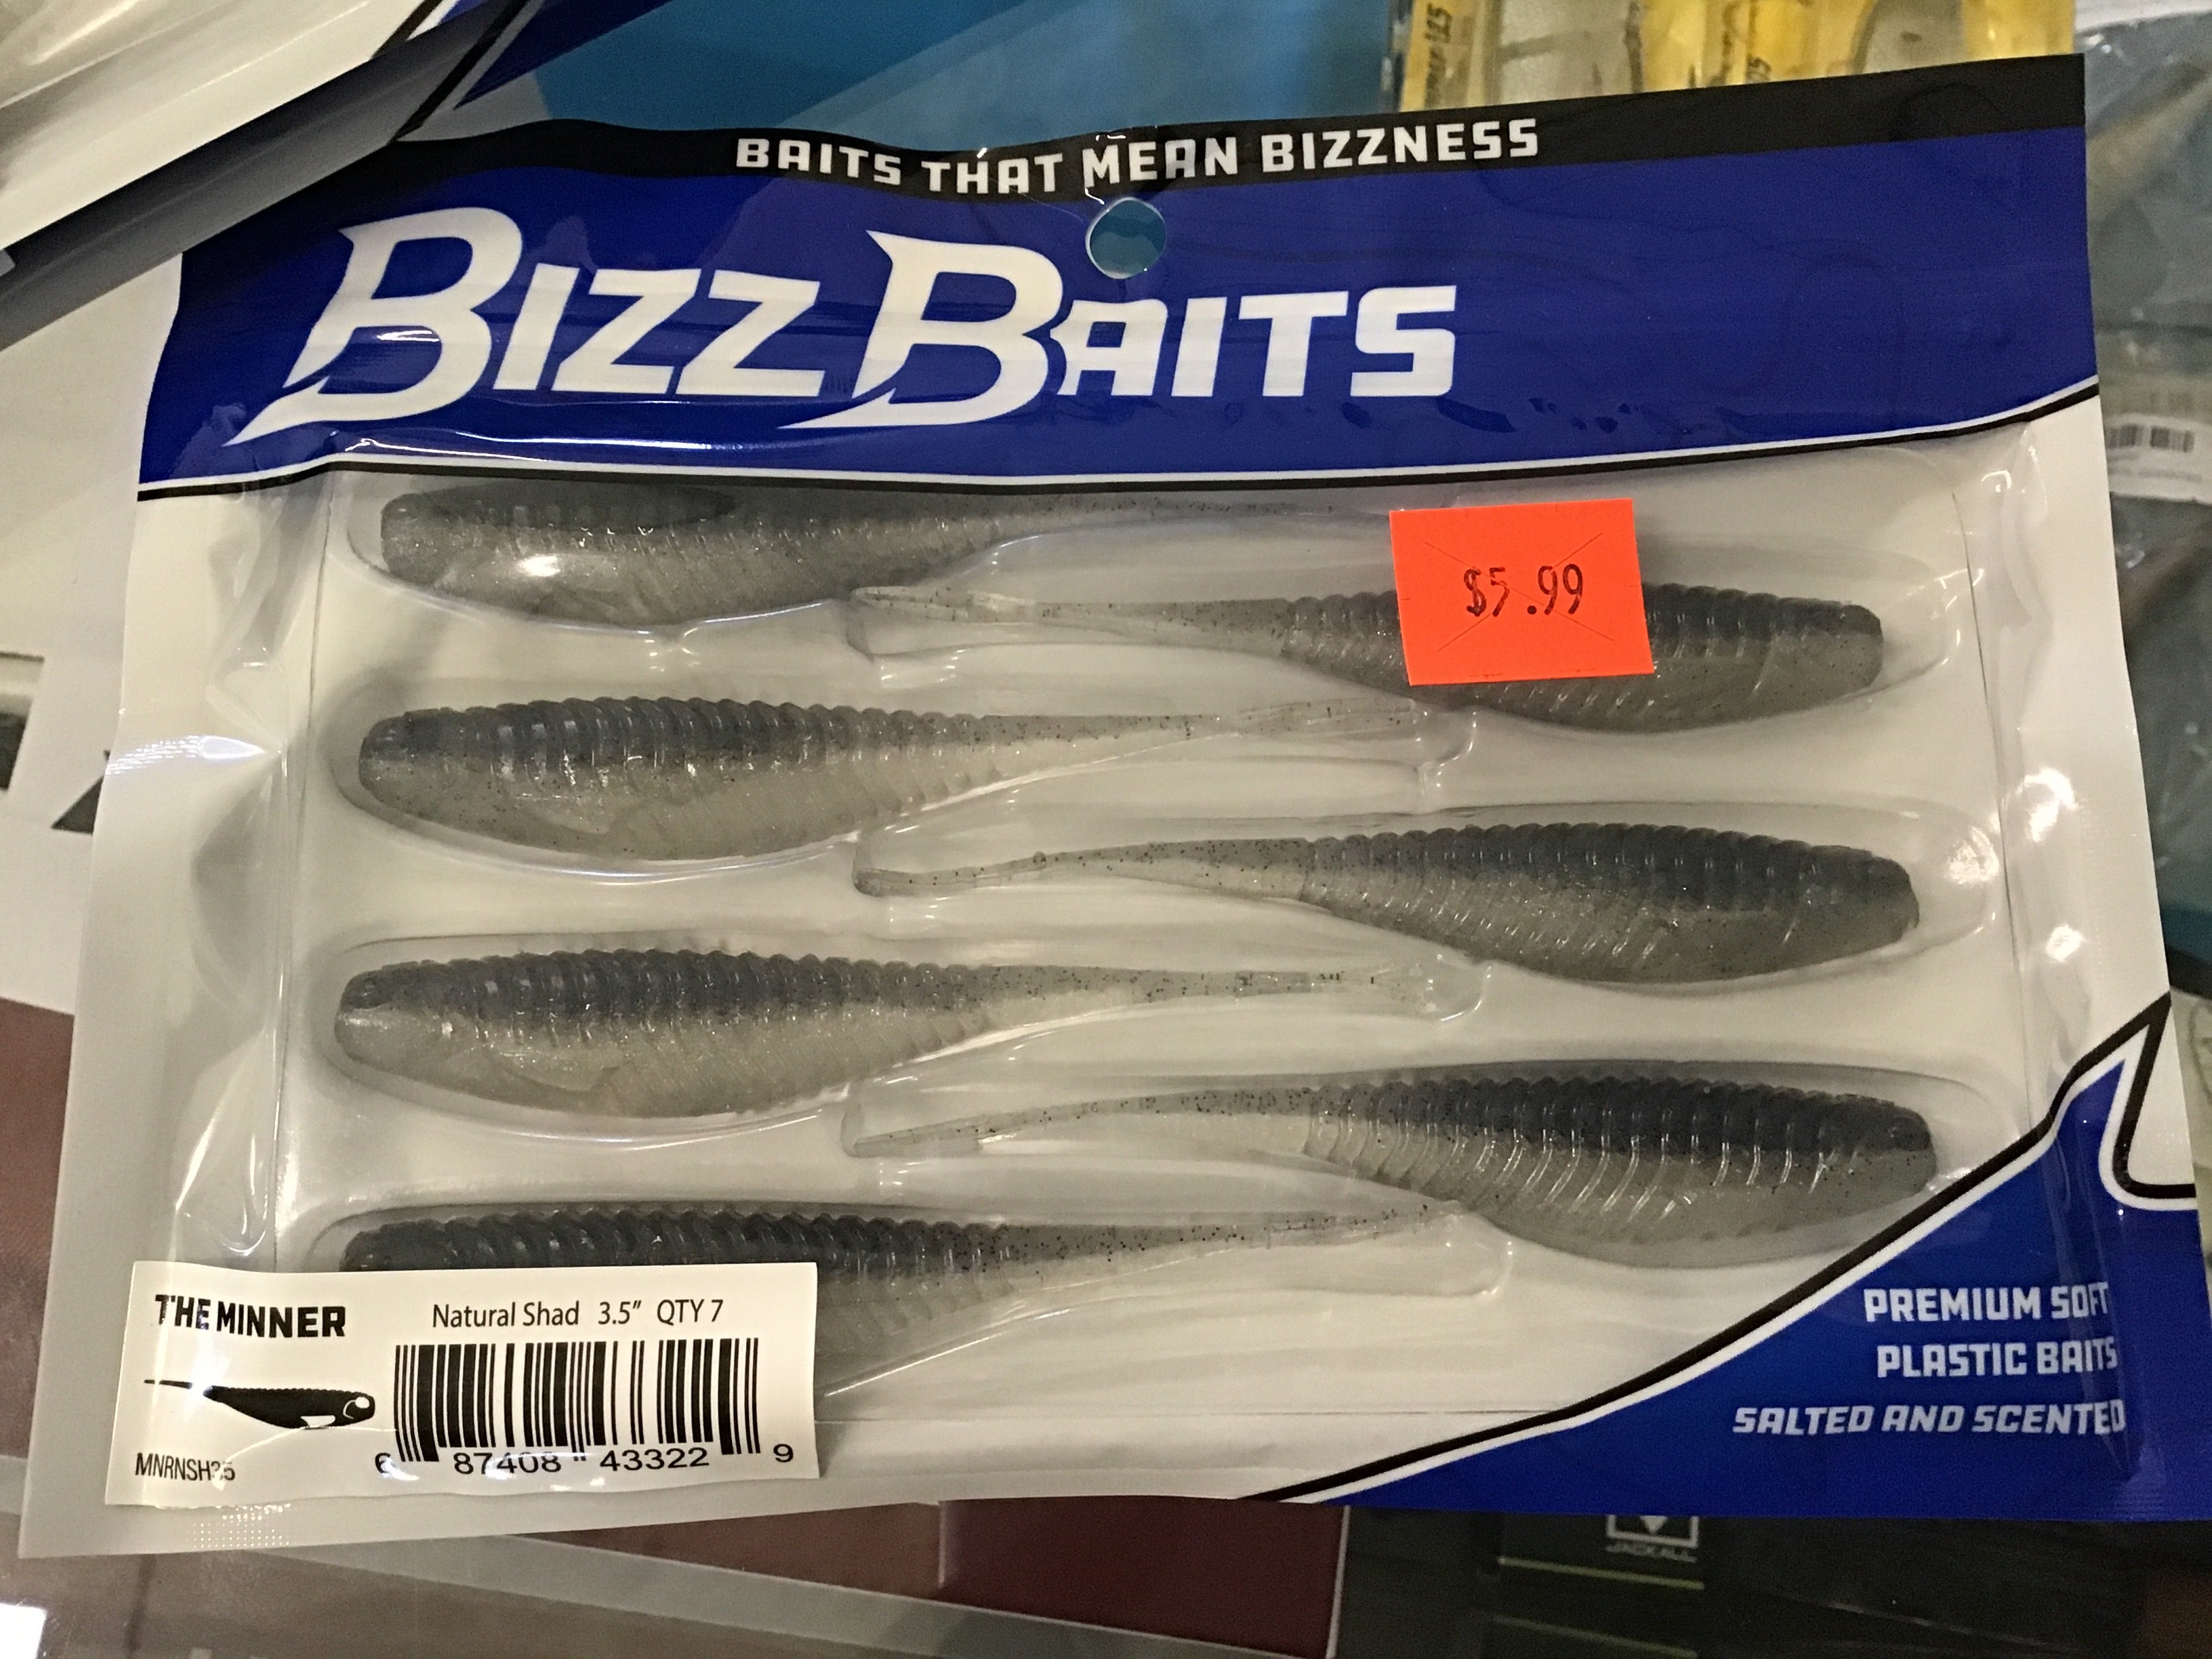 BAITS THAT MEAN BIZZNESS
BIZZ BAITS
$5.99
THE MINNER
Natural Shad 3.5” QTY 7
MNRNSH35
6 87408 43322 9
PREMIUM SOFT
PLASTIC BAITS
SALTED AND SCENTED
JACKALL